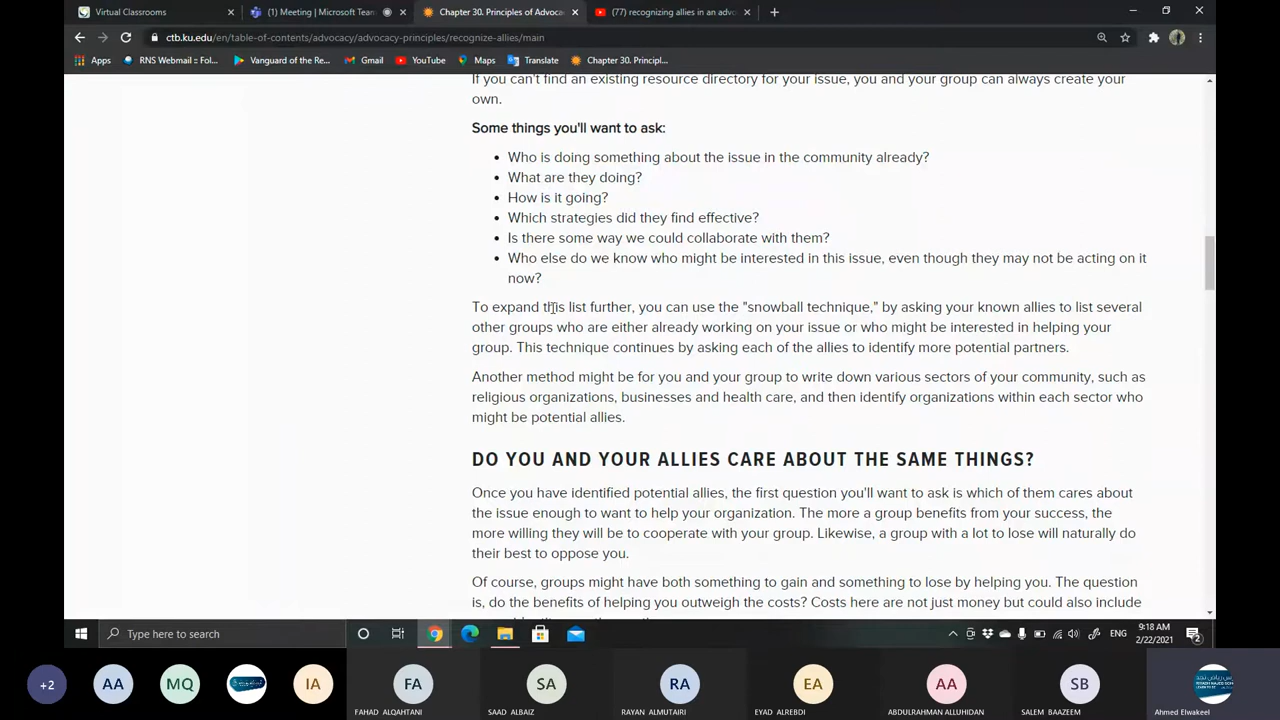 Virtual Classrooms
(1) Meeting | Microsoft Team
Chapter 30. Principles of Advoca
(77) recognizing allies in an advo
ctb.ku.edu/en/table-of-contents/advocacy/advocacy-principles/recognize-allies/main
Apps
RNS Webmail :: Fol...
Vanguard of the Re...
Gmail
YouTube
Maps
Translate
Chapter 30. Principl...
If you can't find an existing resource directory for your issue, you and your group can always create your
own.
Some things you'll want to ask:
Who is doing something about the issue in the community already?
What are they doing?
How is it going?
Which strategies did they find effective?
Is there some way we could collaborate with them?
Who else do we know who might be interested in this issue, even though they may not be acting on it
now?
To expand this list further, you can use the "snowball technique," by asking your known allies to list several
other groups who are either already working on your issue or who might be interested in helping your
group. This technique continues by asking each of the allies to identify more potential partners.
Another method might be for you and your group to write down various sectors of your community, such as
religious organizations, businesses and health care, and then identify organizations within each sector who
might be potential allies.
DO YOU AND YOUR ALLIES CARE ABOUT THE SAME THINGS?
Once you have identified potential allies, the first question you'll want to ask is which of them cares about
the issue enough to want to help your organization. The more a group benefits from your success, the
more willing they will be to cooperate with your group. Likewise, a group with a lot to lose will naturally do
their best to oppose you.
Of course, groups might have both something to gain and something to lose by helping you. The question
is, do the benefits of helping you outweigh the costs? Costs here are not just money but could also include
Type here to search
ENG
9:18 AM
2/22/2021
2
+2
AA
MQ
IA
FA
FAHAD ALQAHTANI
SA
SAAD ALBAIZ
RA
RAYAN ALMUTAIRI
EA
EYAD ALREBDI
AA
ABDULRAHMAN ALLUHIDAN
SB
SALEM BAAZEEM
Ahmed Elwakeel